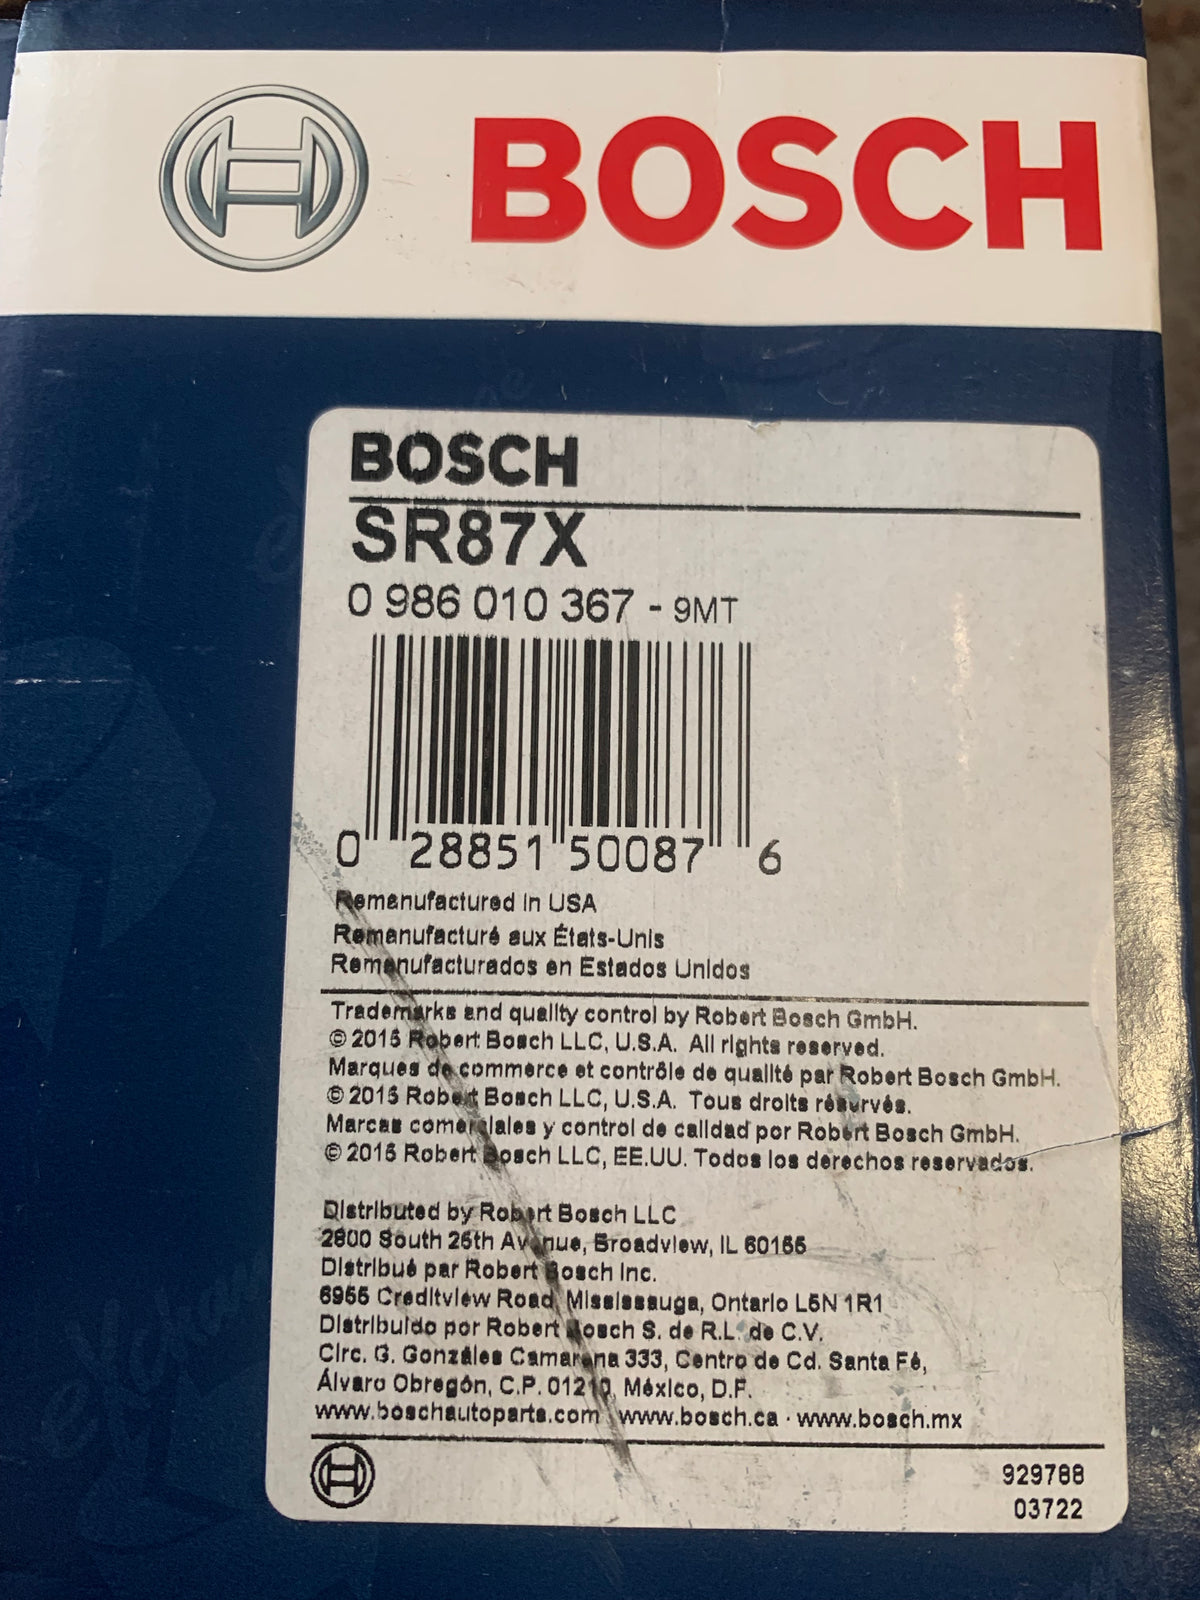 BOSCH
BOSCH
SR87X
0 986 010 367 - 9MT
0 28851 50087 6
Remanufactured in USA
Remanufacturé aux États-Unis
Remanufacturados en Estados Unidos
Trademarks and quality control by Robert Bosch GmbH.
© 2015 Robert Bosch LLC, U.S.A. All rights reserved.
Marques de commerce et contrôle de qualité par Robert Bosch GmbH.
© 2015 Robert Bosch LLC, U.S.A. Tous droits réservés.
Marcas comerciales y control de calidad por Robert Bosch GmbH.
© 2015 Robert Bosch LLC, EE.UU. Todos los derechos reservados.
Distributed by Robert Bosch LLC
2800 South 25th Avenue, Broadview, IL 60155
Distribué par Robert Bosch Inc.
6955 Creditview Road, Mississauga, Ontario L5N 1R1
Distribuido por Robert Bosch S. de R.L. de C.V.
Circ. G. Gonzáles Camarena 333, Centro de Cd. Santa Fé,
Álvaro Obregón, C.P. 01210, México, D.F.
www.boschautoparts.com · www.bosch.ca · www.bosch.mx
929788
03722